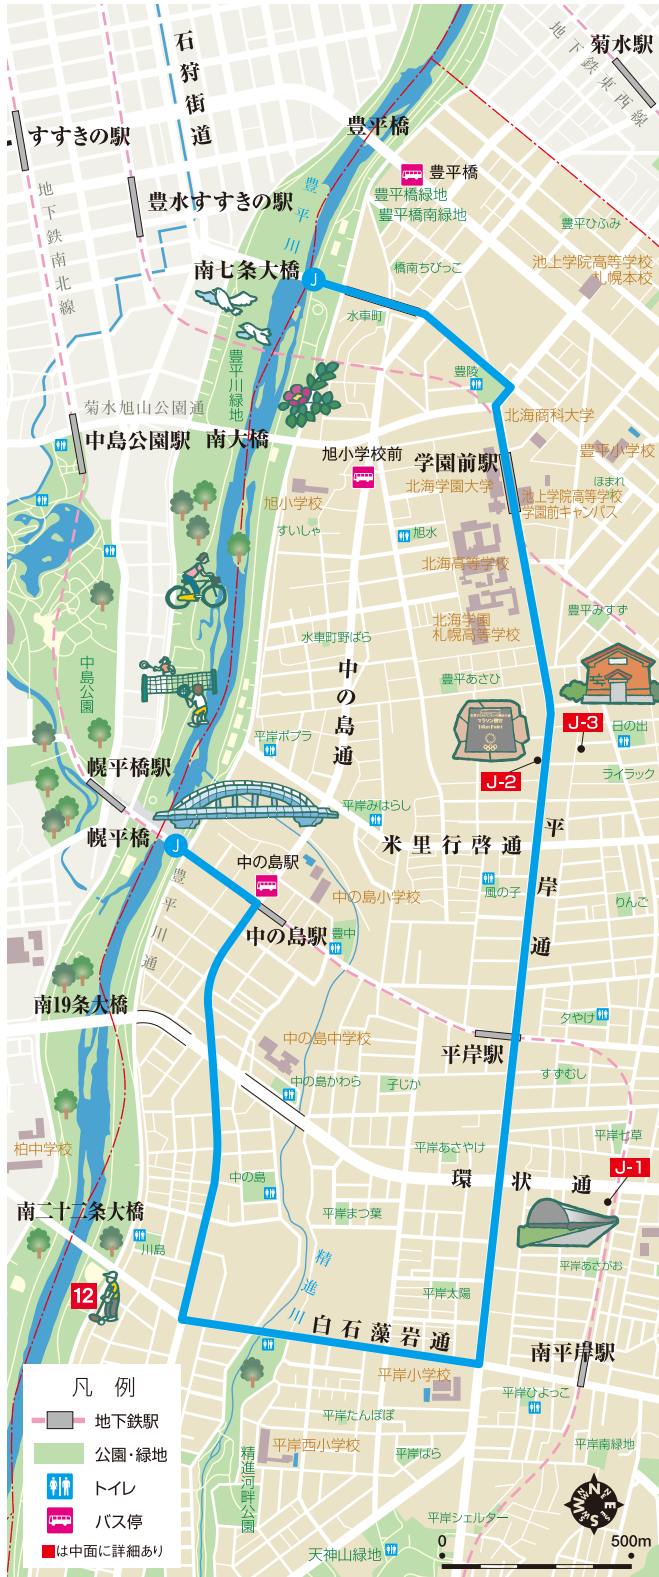 石狩街道
菊水駅
地下鉄東西線
すすきの駅
豊平橋
豊平橋
豊平橋緑地
豊平橋南緑地
地下鉄南北線
豊水すすきの駅
豊平川
豊平ひふみ
南七条大橋
J
橋南ちびっこ
池上学院高等学校
札幌本校
水車町
豊平川緑地
豊陵
菊水旭山公園通
北海商科大学
中島公園駅
南大橋
旭小学校前
学園前駅
豊平小学校
北海学園大学
ほまれ
旭小学校
池上学院高等学校
学園前キャンパス
すいしゃ
旭水
北海高等学校
豊平みすず
北海学園
札幌高等学校
水車町野ばら
中島公園
中の島通
豊平あさひ
J-3
日の出
平岸ポプラ
J-2
ライラック
幌平橋駅
平岸みはらし
米里行啓通
平岸通
幌平橋
J
中の島駅
豊平川通
中の島小学校
風の子
りんご
中の島駅
豊中
南19条大橋
夕やけ
中の島中学校
平岸駅
すずむし
中の島かわら
子じか
平岸七草
柏中学校
平岸あさやけ
J-1
中の島
環状通
南二十二条大橋
平岸まつ葉
川島
平岸あさがお
精進川
12
平岸太陽
白石藻岩通
南平岸駅
平岸小学校
平岸ひよっこ
凡例
地下鉄駅
平岸たんぽぽ
平岸西小学校
平岸ばら
平岸南緑地
公園・緑地
精進河畔公園
トイレ
バス停
平岸シェルター
N
E
S
W
は中面に詳細あり
天神山緑地
0
500m